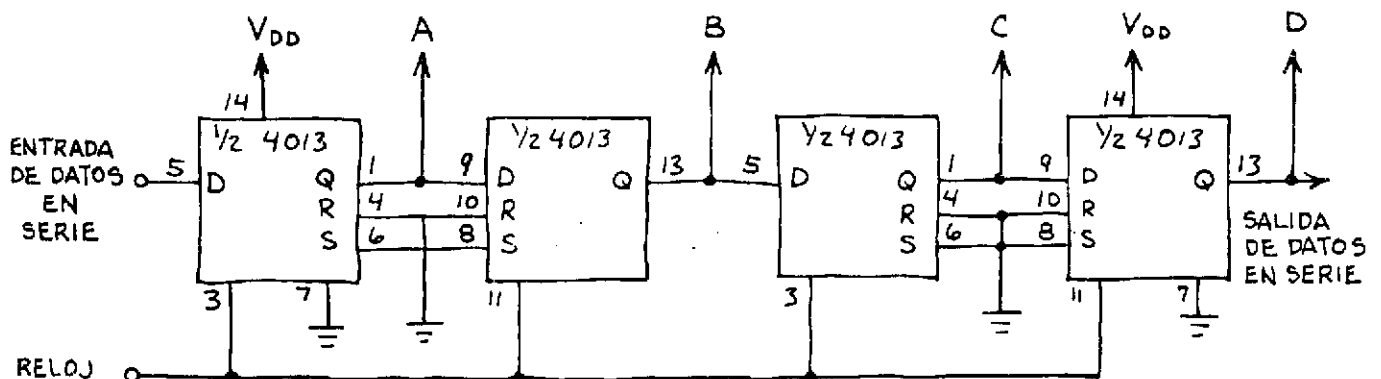 V_DD A B C V_DD D
14 14
1/2 4013 1/2 4013 1/2 4013 1/2 4013
ENTRADA
DE DATOS
EN
SERIE
5 D Q 1 9 D Q 13 5 D Q 1 9 D Q 13
R 4 10 R R 4 10 R
S 6 8 S S 6 8 S
SALIDA
DE DATOS
EN SERIE
3 7 11 3 11 7
RELOJ